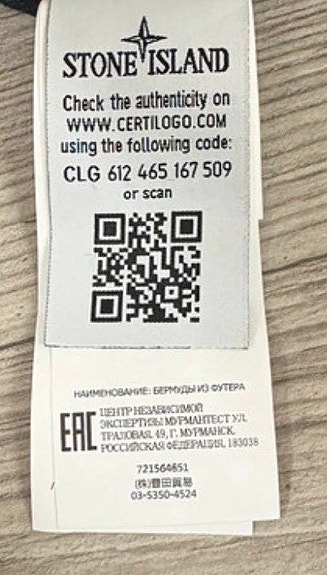 STONE ISLAND
Check the authenticity on
WWW.CERTILOGO.COM
using the following code:
CLG 612 465 167 509
or scan
НАИМЕНОВАНИЕ: БЕРМУДЫ ИЗ ФУТЕРА
EAC
ЦЕНТР НЕЗАВИСИМОЙ
ЭКСПЕРТИЗЫ МУРМАНТЕСТ УЛ.
ТРАЛОВАЯ, 49, Г. МУРМАНСК,
РОССИЙСКАЯ ФЕДЕРАЦИЯ, 183038
721564651
(株)豊田貿易
03-5350-4524